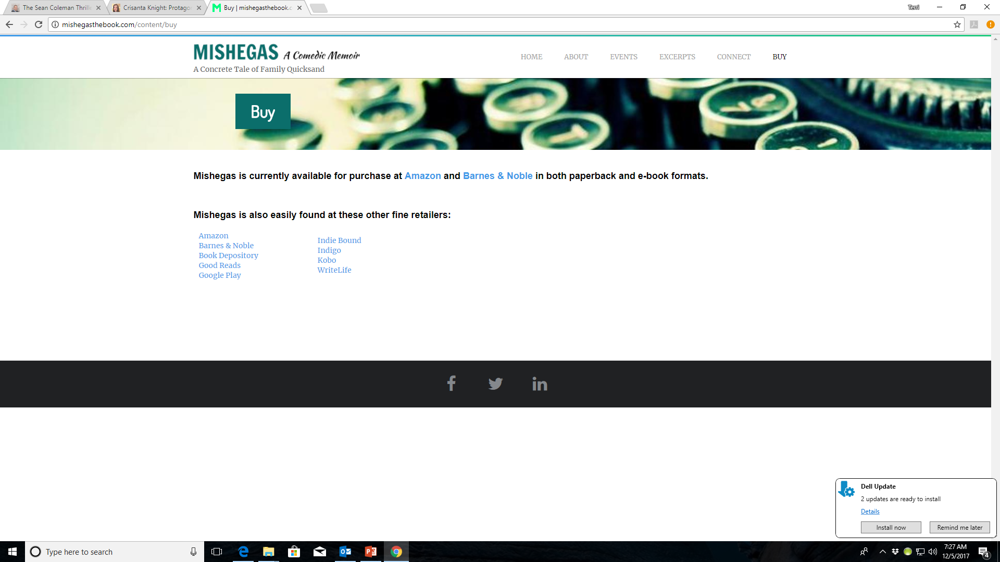 The Sean Coleman Thrille
Crisanta Knight: Protago
Buy | mishegasthebook.c
Terri
mishegasthebook.com/content/buy
MISHEGAS A Comedic Memoir
A Concrete Tale of Family Quicksand
HOME ABOUT EVENTS EXCERPTS CONNECT BUY
Buy
Mishegas is currently available for purchase at Amazon and Barnes & Noble in both paperback and e-book formats.
Mishegas is also easily found at these other fine retailers:
Amazon
Barnes & Noble
Book Depository
Good Reads
Google Play
Indie Bound
Indigo
Kobo
WriteLife
Dell Update
2 updates are ready to install
Details
Install now Remind me later
Type here to search
7:27 AM
12/5/2017
4